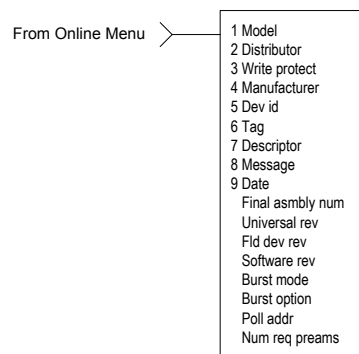 From Online Menu
1 Model
2 Distributor
3 Write protect
4 Manufacturer
5 Dev id
6 Tag
7 Descriptor
8 Message
9 Date
Final asmbly num
Universal rev
Fld dev rev
Software rev
Burst mode
Burst option
Poll addr
Num req preams